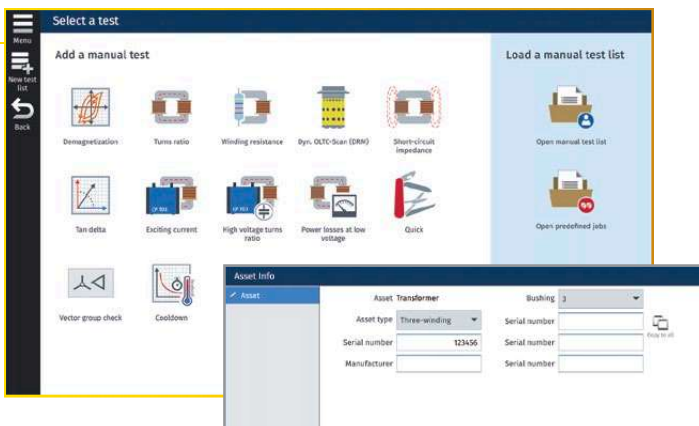 Select a test
Menu
New test
list
Back
Add a manual test
Demagnetization
Turns ratio
Winding resistance
Dyn. OLTC-Scan (DRM)
Short-circuit
impedance
Tan delta
Exciting current
High voltage turns
ratio
Power losses at low
voltage
Quick
Vector group check
Cooldown
Load a manual test list
Open manual test list
Open predefined jobs
Asset Info
Asset
Asset Transformer
Asset type Three-winding
Serial number 123456
Manufacturer
Bushing 3
Serial number
Serial number
Serial number
Copy to all